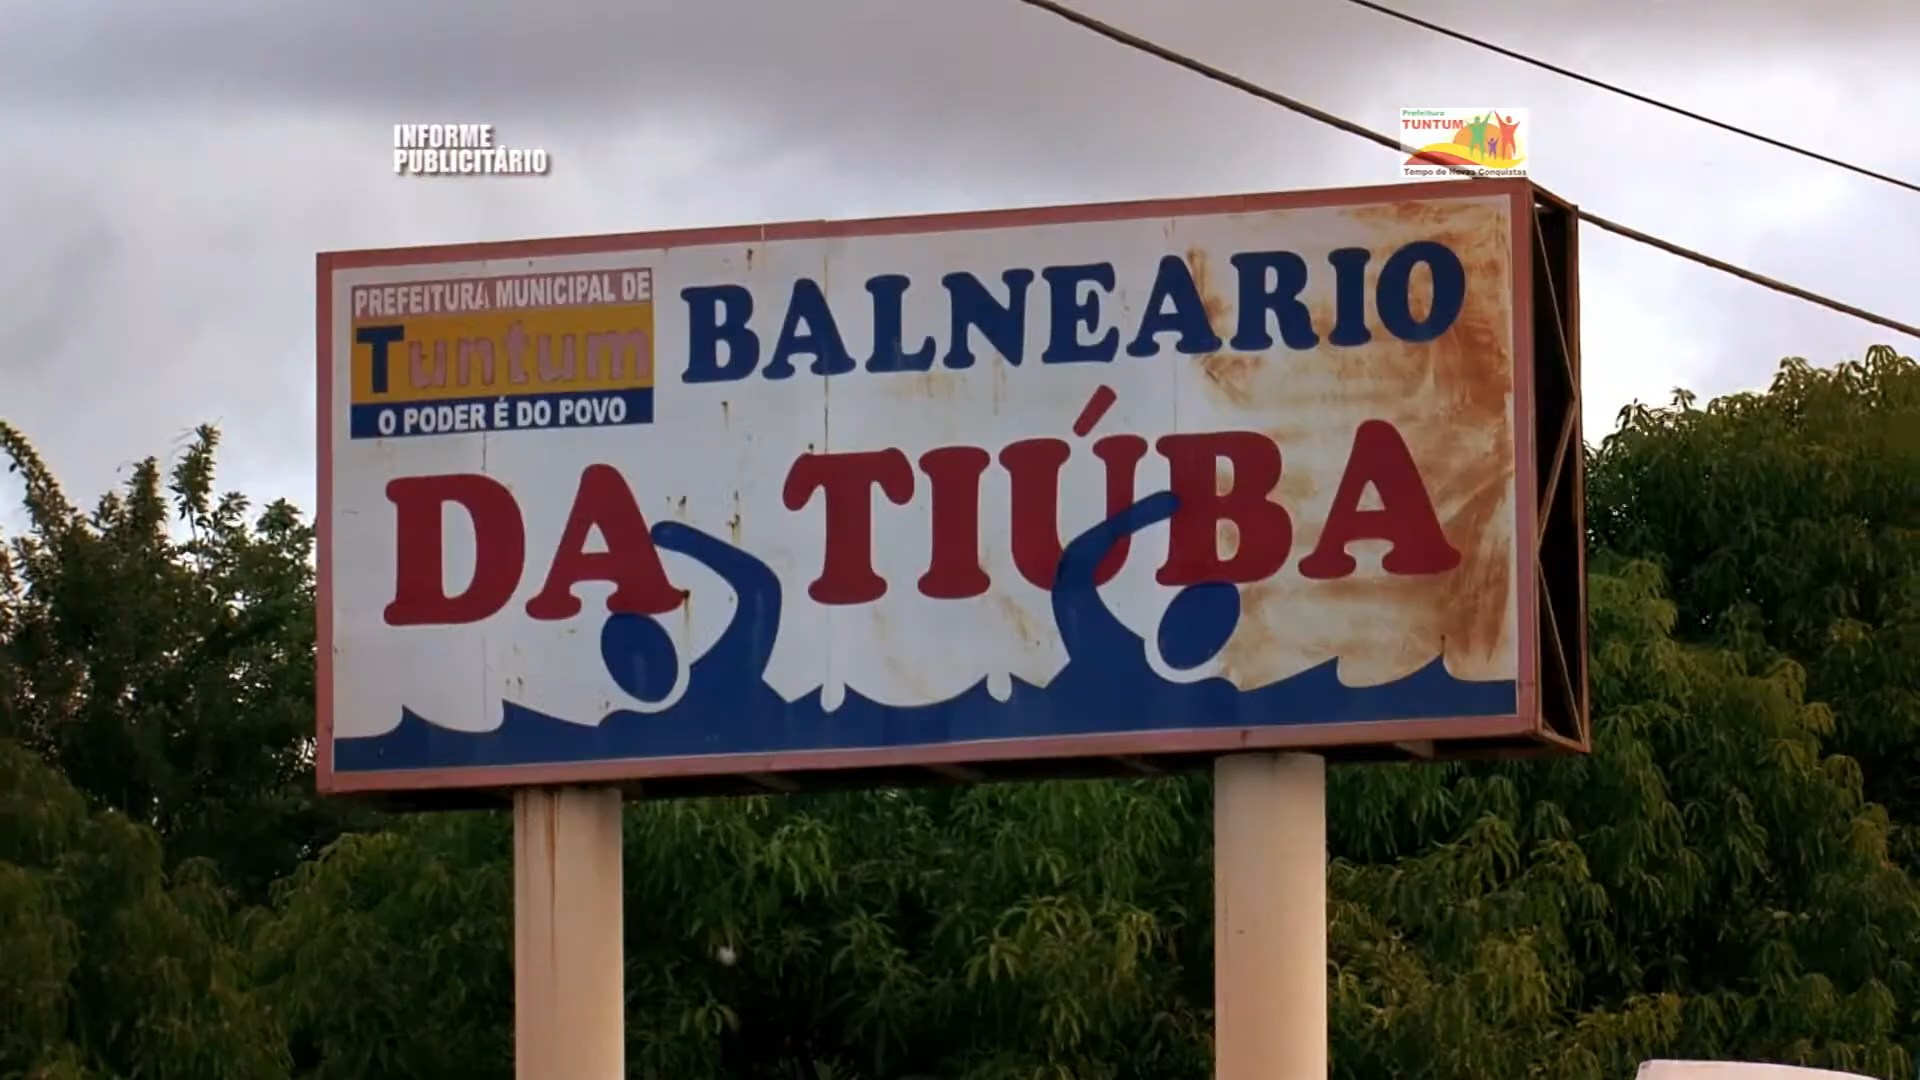 INFORME
PUBLICITÁRIO
Prefeitura
TUNTUM
Tempo de Novas Conquistas
PREFEITURA MUNICIPAL DE
Tuntum
O PODER É DO POVO
BALNEARIO
DA TIÚBA